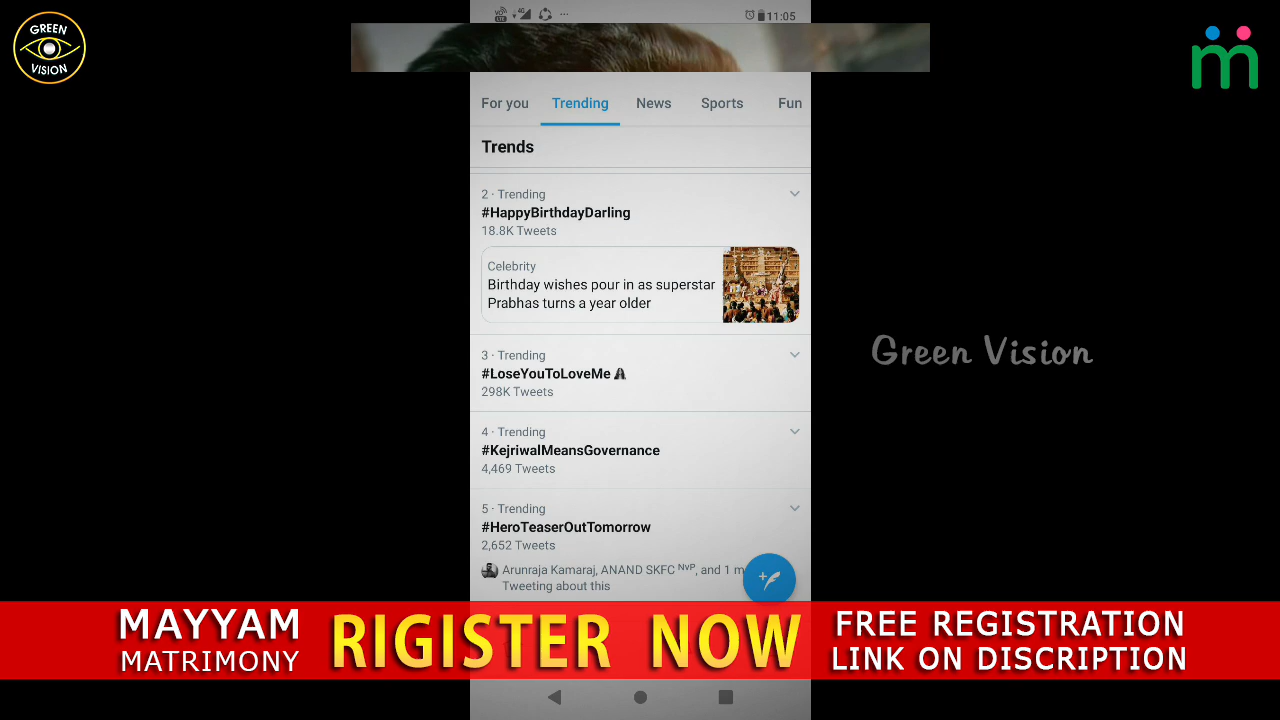 GREEN
VISION
VO
LTE
4G
11:05
m
For you Trending News Sports Fun
Trends
2 · Trending
#HappyBirthdayDarling
18.8K Tweets
Celebrity
Birthday wishes pour in as superstar
Prabhas turns a year older
3 · Trending
#LoseYouToLoveMe
298K Tweets
Green Vision
4 · Trending
#KejriwalMeansGovernance
4,469 Tweets
5 · Trending
#HeroTeaserOutTomorrow
2,652 Tweets
Arunraja Kamaraj, ANAND SKFC ᴺᵛᴾ, and 1 m
Tweeting about this
MAYYAM
MATRIMONY
RIGISTER NOW
FREE REGISTRATION
LINK ON DISCRIPTION